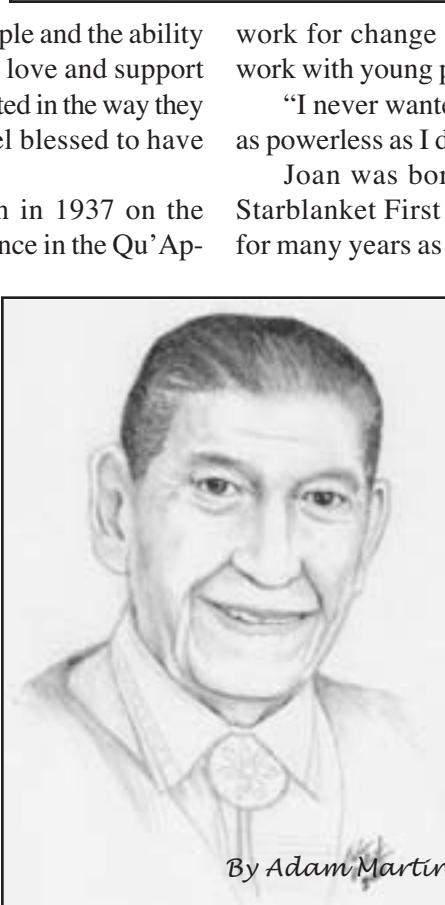 ple and the ability
love and support
ted in the way they
el blessed to have
n in 1937 on the
nce in the Qu’Ap-
work for change
work with young p
“I never wante
as powerless as I d
Joan was bor
Starblanket First
for many years as
By Adam Martin